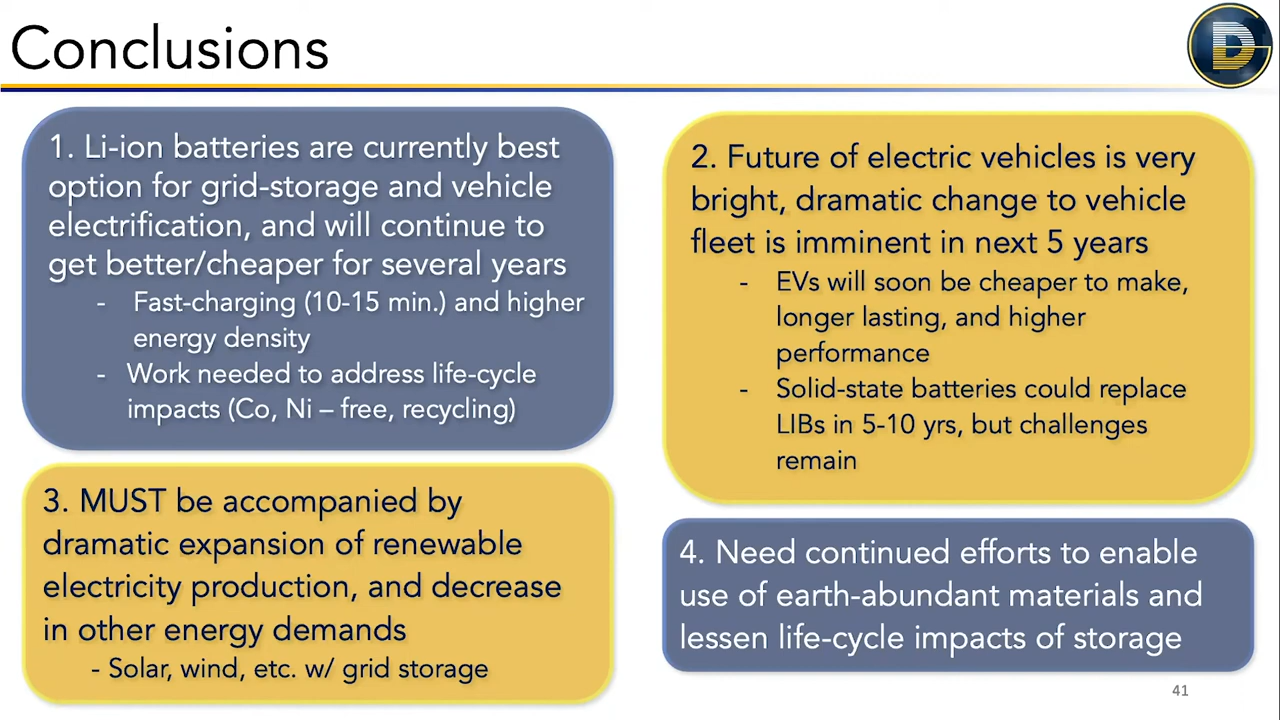 Conclusions
1. Li-ion batteries are currently best
option for grid-storage and vehicle
electrification, and will continue to
get better/cheaper for several years
- Fast-charging (10-15 min.) and higher
energy density
- Work needed to address life-cycle
impacts (Co, Ni – free, recycling)
2. Future of electric vehicles is very
bright, dramatic change to vehicle
fleet is imminent in next 5 years
- EVs will soon be cheaper to make,
longer lasting, and higher
performance
- Solid-state batteries could replace
LIBs in 5-10 yrs, but challenges
remain
3. MUST be accompanied by
dramatic expansion of renewable
electricity production, and decrease
in other energy demands
- Solar, wind, etc. w/ grid storage
4. Need continued efforts to enable
use of earth-abundant materials and
lessen life-cycle impacts of storage
41